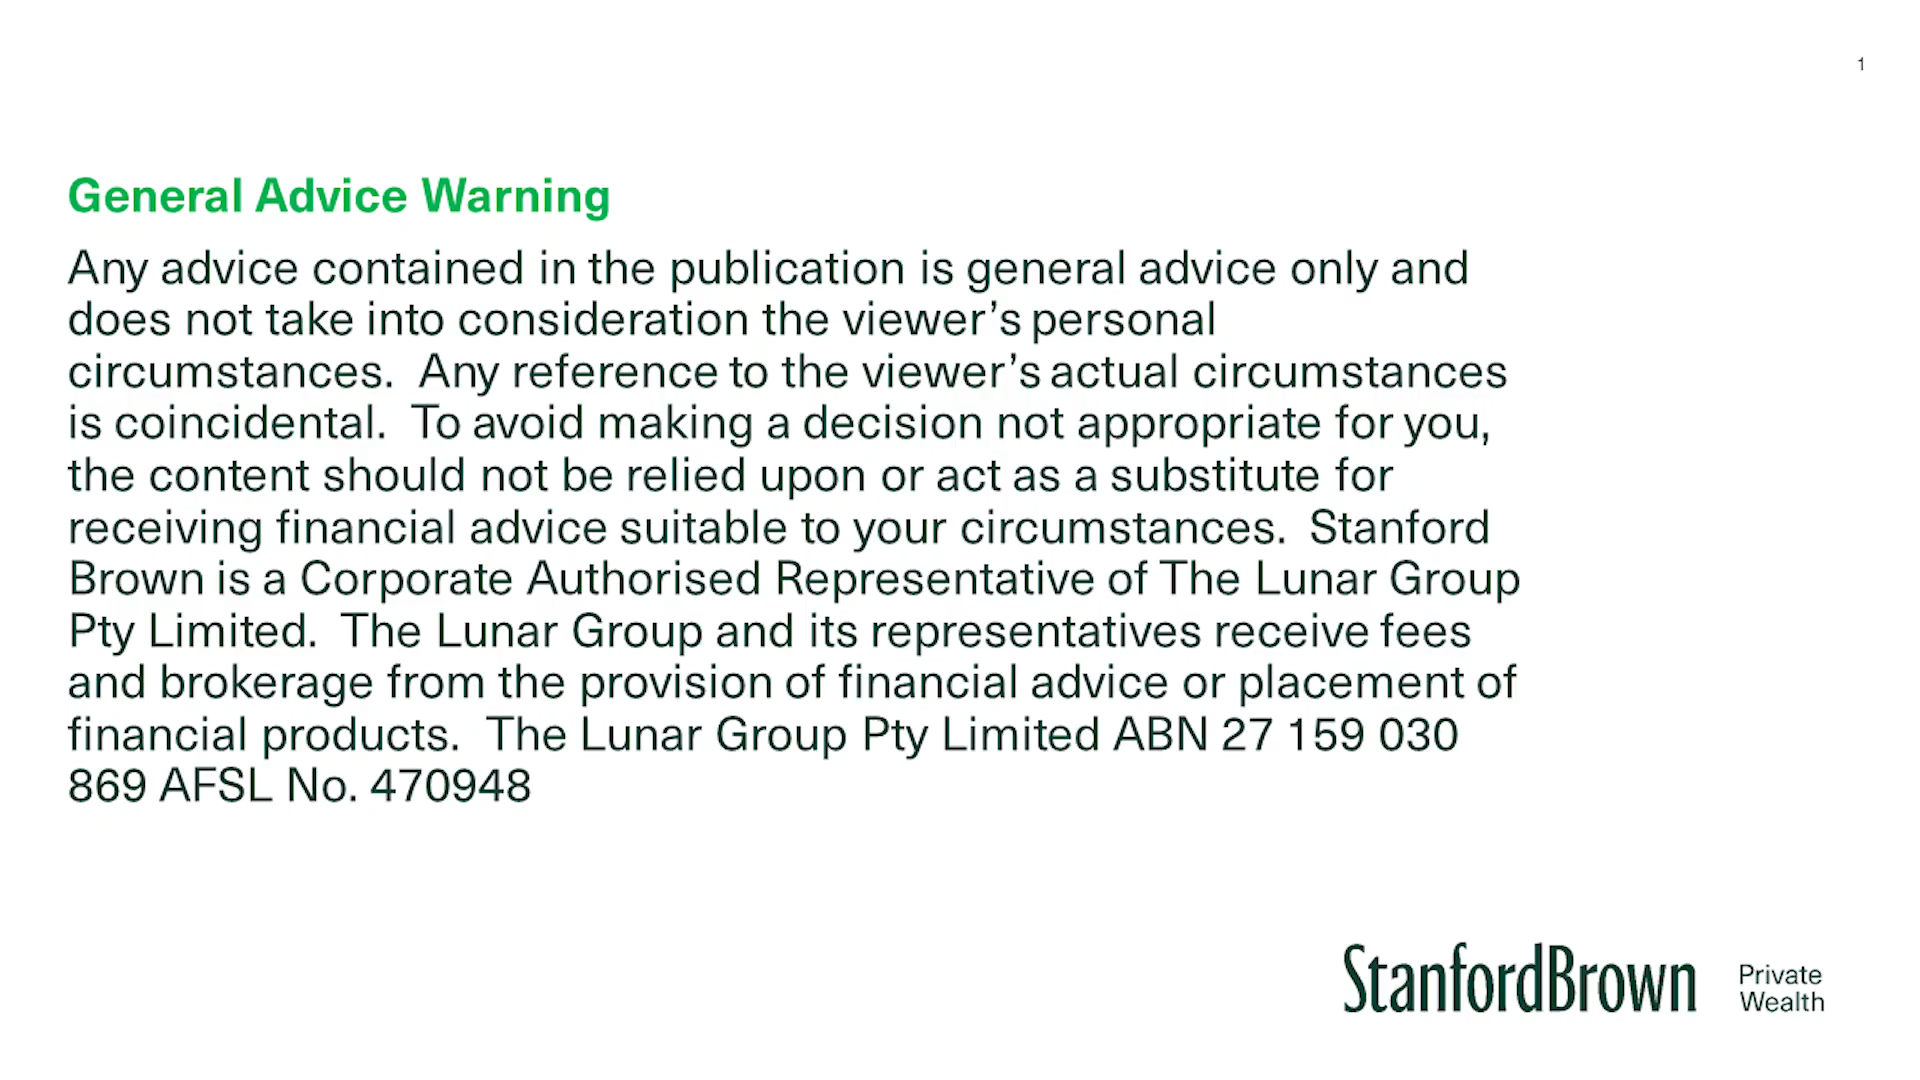 1
General Advice Warning
Any advice contained in the publication is general advice only and
does not take into consideration the viewer’s personal
circumstances.  Any reference to the viewer’s actual circumstances
is coincidental.  To avoid making a decision not appropriate for you,
the content should not be relied upon or act as a substitute for
receiving financial advice suitable to your circumstances.  Stanford
Brown is a Corporate Authorised Representative of The Lunar Group
Pty Limited.  The Lunar Group and its representatives receive fees
and brokerage from the provision of financial advice or placement of
financial products.  The Lunar Group Pty Limited ABN 27 159 030
869 AFSL No. 470948
StanfordBrown
Private
Wealth